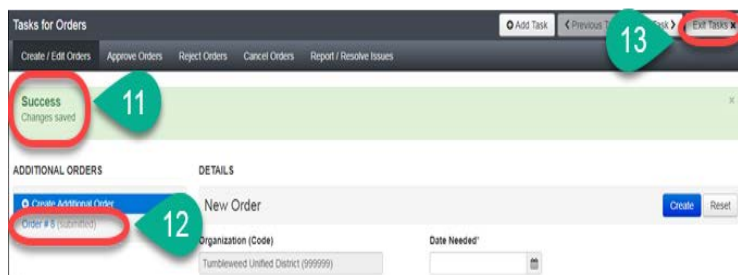 Tasks for Orders
Add Task
Previous
Task
Exit Tasks x
13
Create / Edit Orders Approve Orders Reject Orders Cancel Orders Report / Resolve Issues
Success
Changes saved
11
x
ADDITIONAL ORDERS
DETAILS
Create Additional Order
New Order
Create
Reset
Order # 5 (submitted)
12
Organization (Code)
Date Needed*
Tumbleweed Unified District (999999)